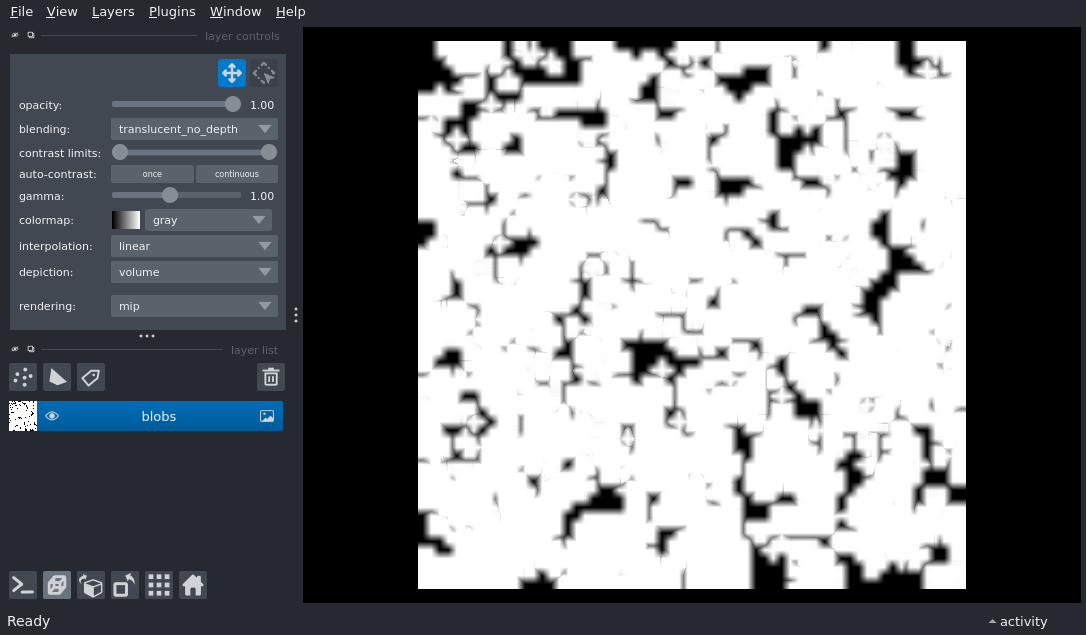 File View Layers Plugins Window Help
layer controls
opacity: 1.00
blending: translucent_no_depth
contrast limits:
auto-contrast: once continuous
gamma: 1.00
colormap: gray
interpolation: linear
depiction: volume
rendering: mip
layer list
blobs
Ready
activity